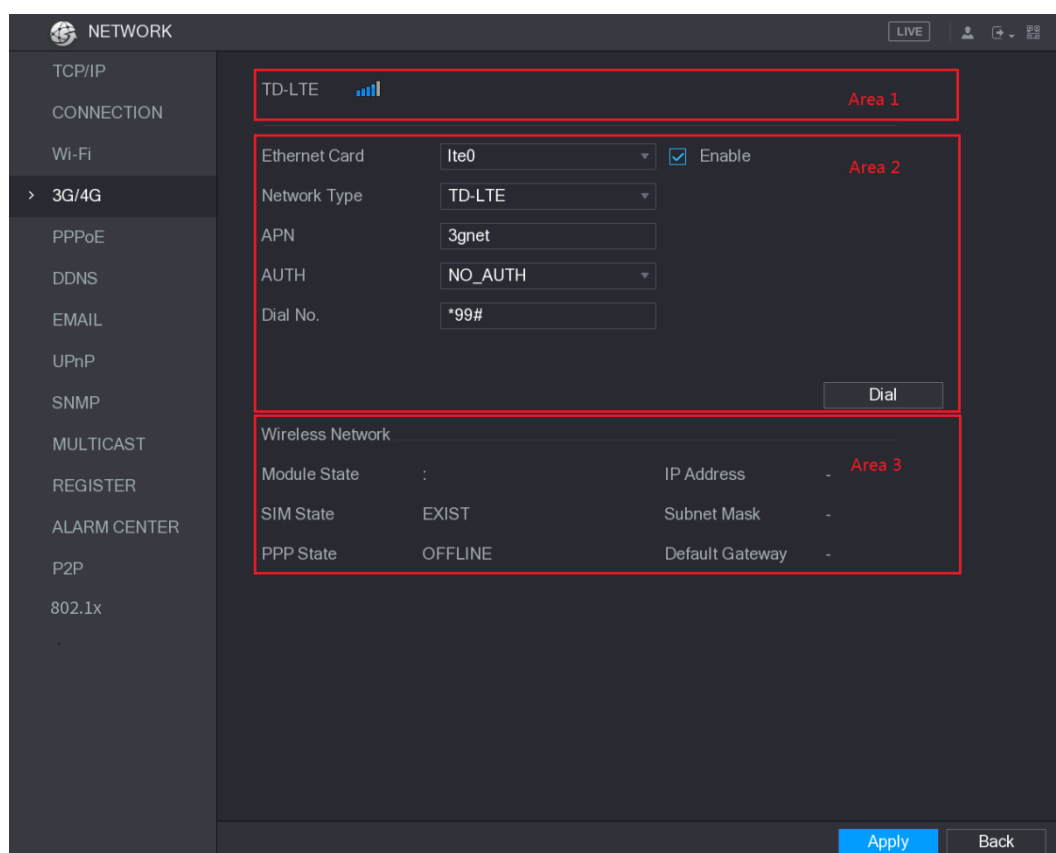 NETWORK
LIVE
TCP/IP
CONNECTION
Wi-Fi
> 3G/4G
PPPoE
DDNS
EMAIL
UPnP
SNMP
MULTICAST
REGISTER
ALARM CENTER
P2P
802.1x
TD-LTE
Area 1
Ethernet Card lte0 Enable
Area 2
Network Type TD-LTE
APN 3gnet
AUTH NO_AUTH
Dial No. *99#
Dial
Wireless Network
Area 3
Module State : IP Address -
SIM State EXIST Subnet Mask -
PPP State OFFLINE Default Gateway -
Apply Back